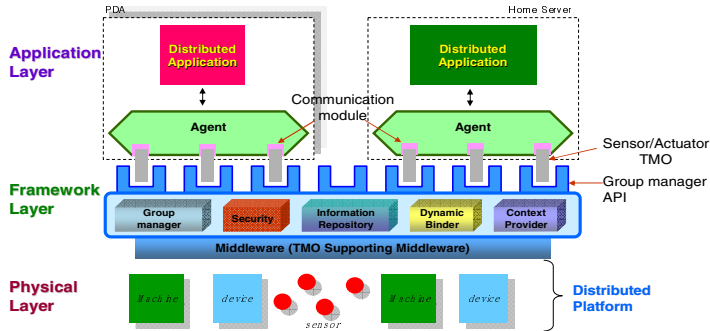 PDA
Home Server
Application
Layer
Distributed
Application
Distributed
Application
Communication
module
Agent
Agent
Sensor/Actuator
TMO
Group manager
API
Framework
Layer
Group
manager
Security
Information
Repository
Dynamic
Binder
Context
Provider
Middleware (TMO Supporting Middleware)
Physical
Layer
Machine
device
sensor
Machine
device
Distributed
Platform